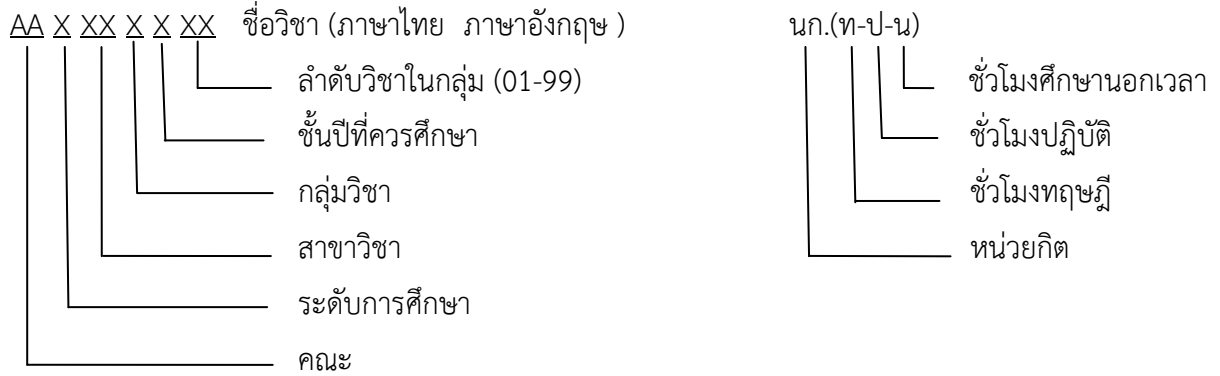 AA X XX X X XX ชื่อวิชา (ภาษาไทย ภาษาอังกฤษ ) นก.(ท-ป-น)
ลำดับวิชาในกลุ่ม (01-99) ชั่วโมงศึกษานอกเวลา
ชั้นปีที่ควรศึกษา ชั่วโมงปฏิบัติ
กลุ่มวิชา ชั่วโมงทฤษฎี
สาขาวิชา หน่วยกิต
ระดับการศึกษา
คณะ